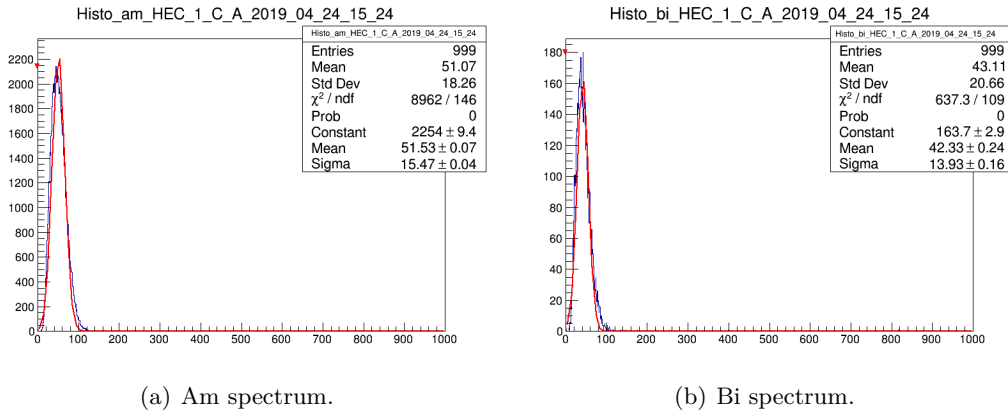 Histo_am_HEC_1_C_A_2019_04_24_15_24
Histo_am_HEC_1_C_A_2019_04_24_15_24
Entries 999
Mean 51.07
Std Dev 18.26
χ² / ndf 8962 / 146
Prob 0
Constant 2254 ± 9.4
Mean 51.53 ± 0.07
Sigma 15.47 ± 0.04
2200
2000
1800
1600
1400
1200
1000
800
600
400
200
0
0 100 200 300 400 500 600 700 800 900 1000
(a) Am spectrum.
Histo_bi_HEC_1_C_A_2019_04_24_15_24
Histo_bi_HEC_1_C_A_2019_04_24_15_24
Entries 999
Mean 43.11
Std Dev 20.66
χ² / ndf 637.3 / 109
Prob 0
Constant 163.7 ± 2.9
Mean 42.33 ± 0.24
Sigma 13.93 ± 0.16
180
160
140
120
100
80
60
40
20
0
0 100 200 300 400 500 600 700 800 900 1000
(b) Bi spectrum.